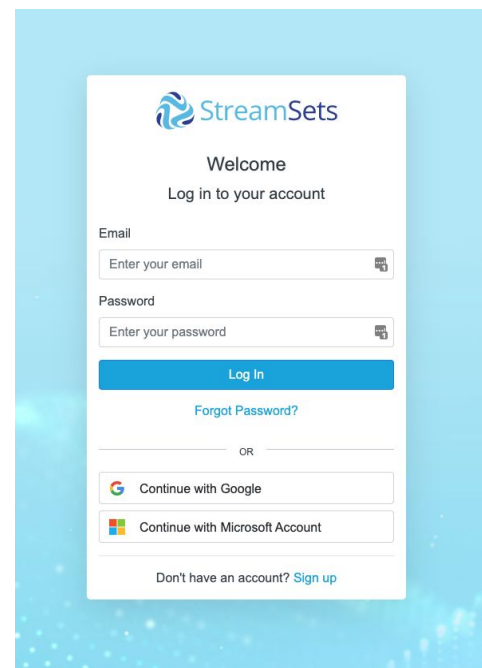 StreamSets
Welcome
Log in to your account
Email
Enter your email
Password
Enter your password
Log In
Forgot Password?
OR
Continue with Google
Continue with Microsoft Account
Don't have an account? Sign up